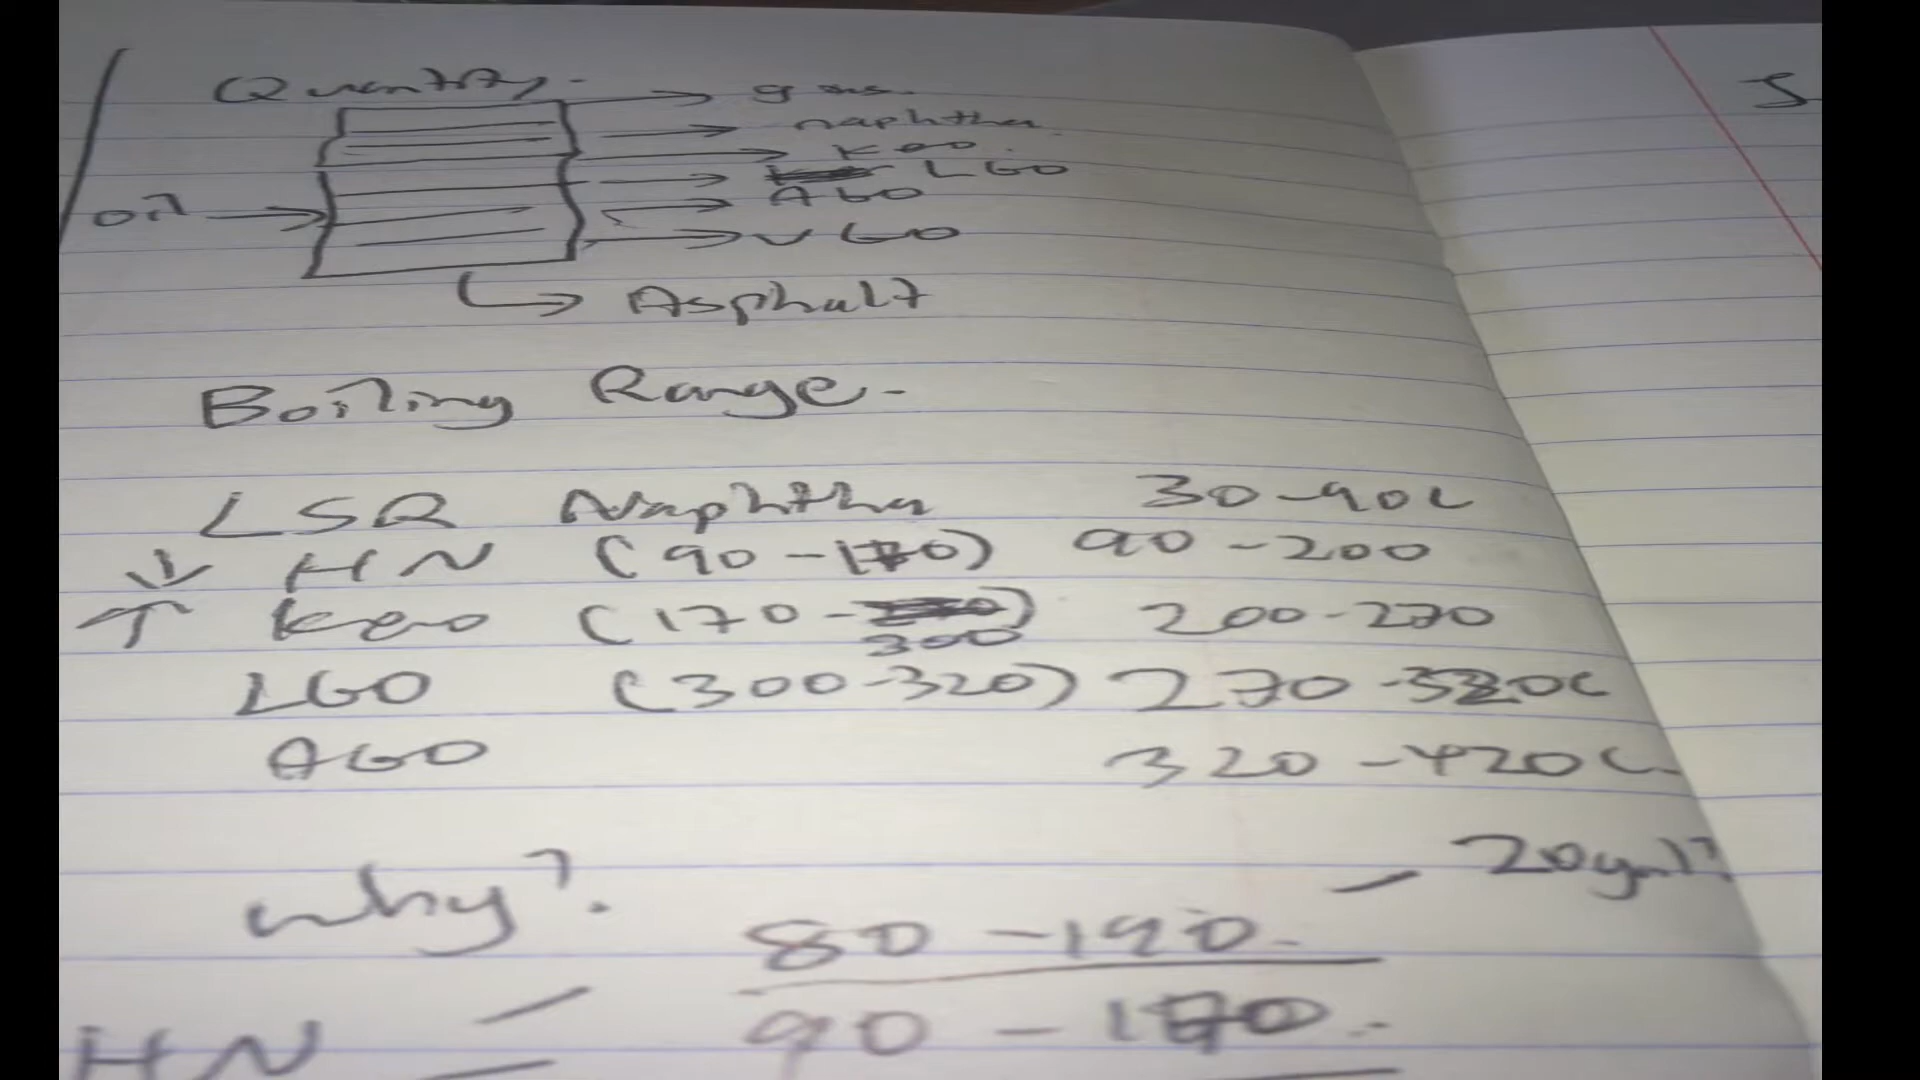 Quantity.
gas.
naphtha.
Keo.
LGO
oil
AGO
VGO
Asphalt
Boiling Range.
LSR Naphtha 30-90C
HN (90-170) 90-200
Keo (170-300) 200-270
LGO (300-320) 270-320C
AGO 320-420C
why?
20gal?
80-190.
HN
90-170.